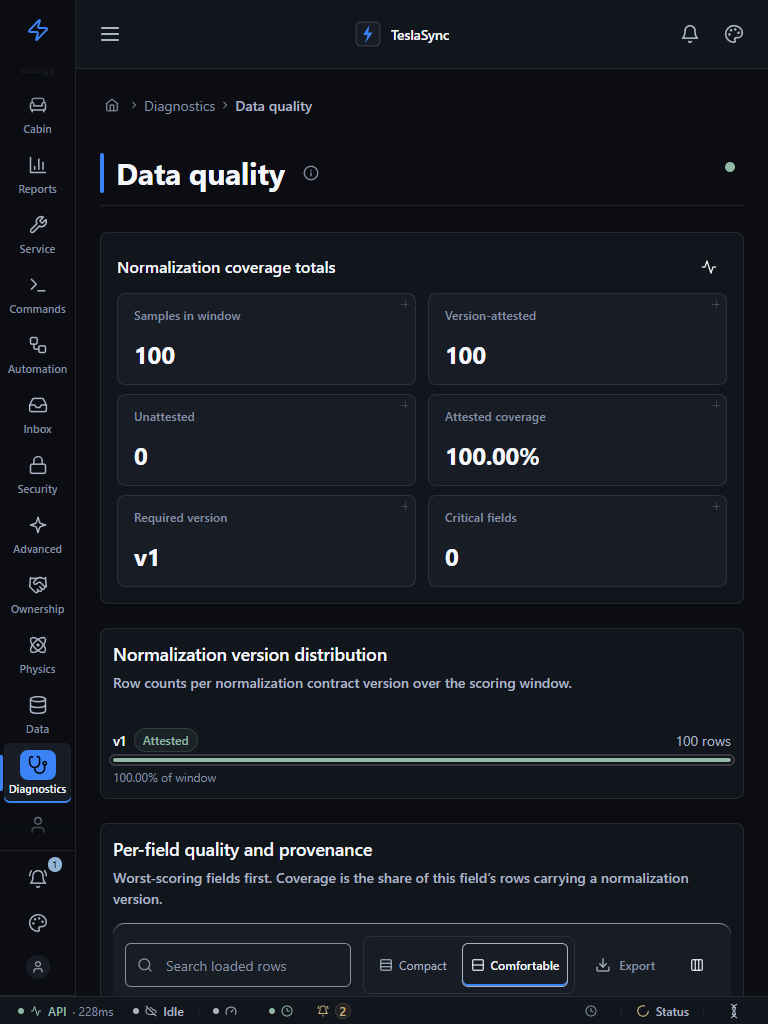 TeslaSync
Energy
Cabin
Reports
Service
Commands
Automation
Inbox
Security
Advanced
Ownership
Physics
Data
Diagnostics
1
Diagnostics
Data quality
Data quality
Normalization coverage totals
Samples in window
100
Version-attested
100
Unattested
0
Attested coverage
100.00%
Required version
v1
Critical fields
0
Normalization version distribution
Row counts per normalization contract version over the scoring window.
v1 Attested 100 rows
100.00% of window
Per-field quality and provenance
Worst-scoring fields first. Coverage is the share of this field's rows carrying a normalization
version.
Search loaded rows
Compact
Comfortable
Export
API · 228ms
Idle
2
Status